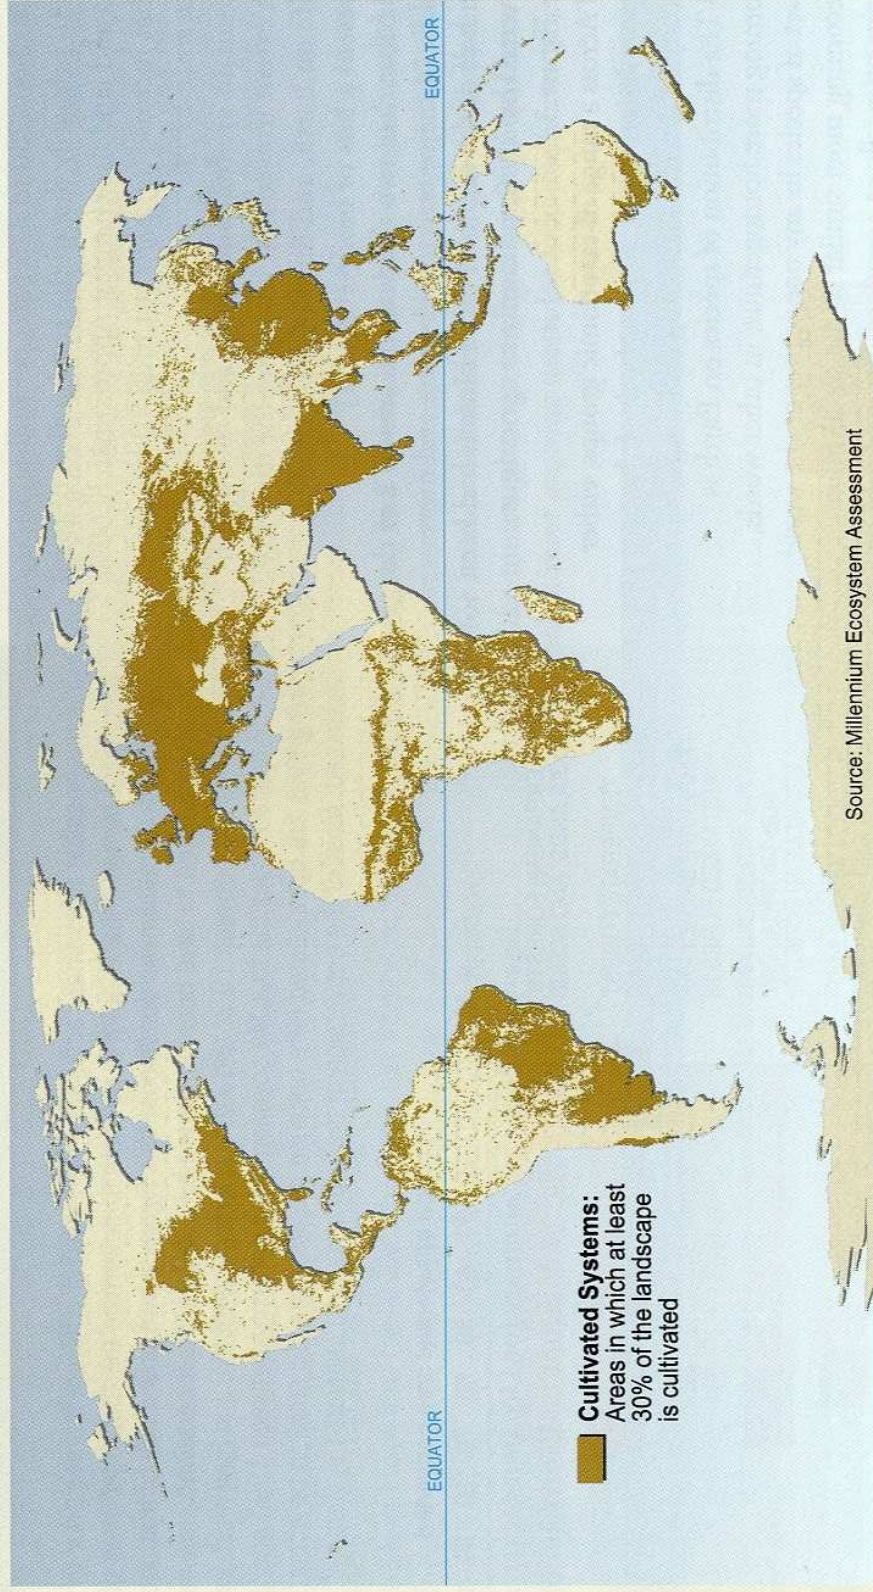 EQUATOR
EQUATOR
Cultivated Systems:
Areas in which at least
30% of the landscape
is cultivated
Source: Millennium Ecosystem Assessment